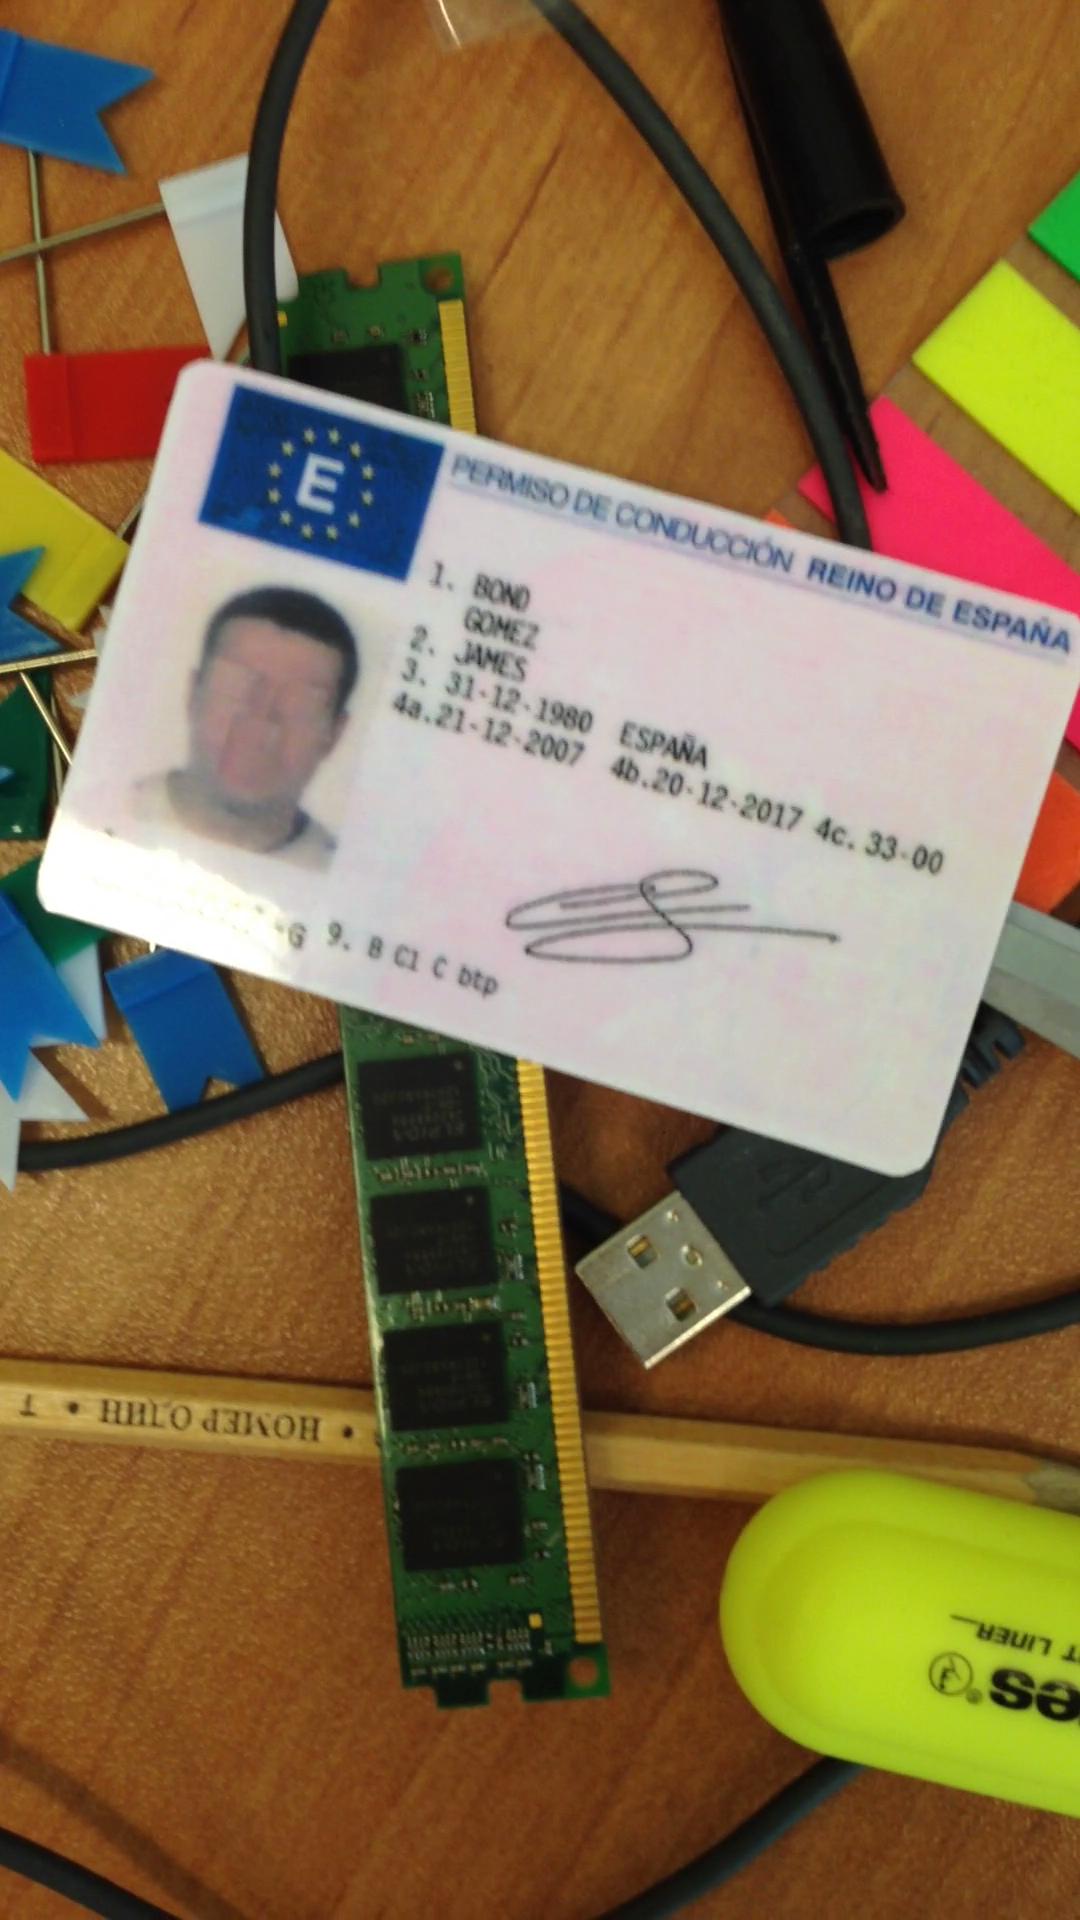 E
PERMISO DE CONDUCCIÓN REINO DE ESPAÑA
1. BOND
GOMEZ
2. JAMES
3. 31-12-1980 ESPAÑA
4a.21-12-2007 4b.20-12-2017 4c. 33-00
-G 9. B C1 C btp
НОМЕР ОДИН • T
LINER
es